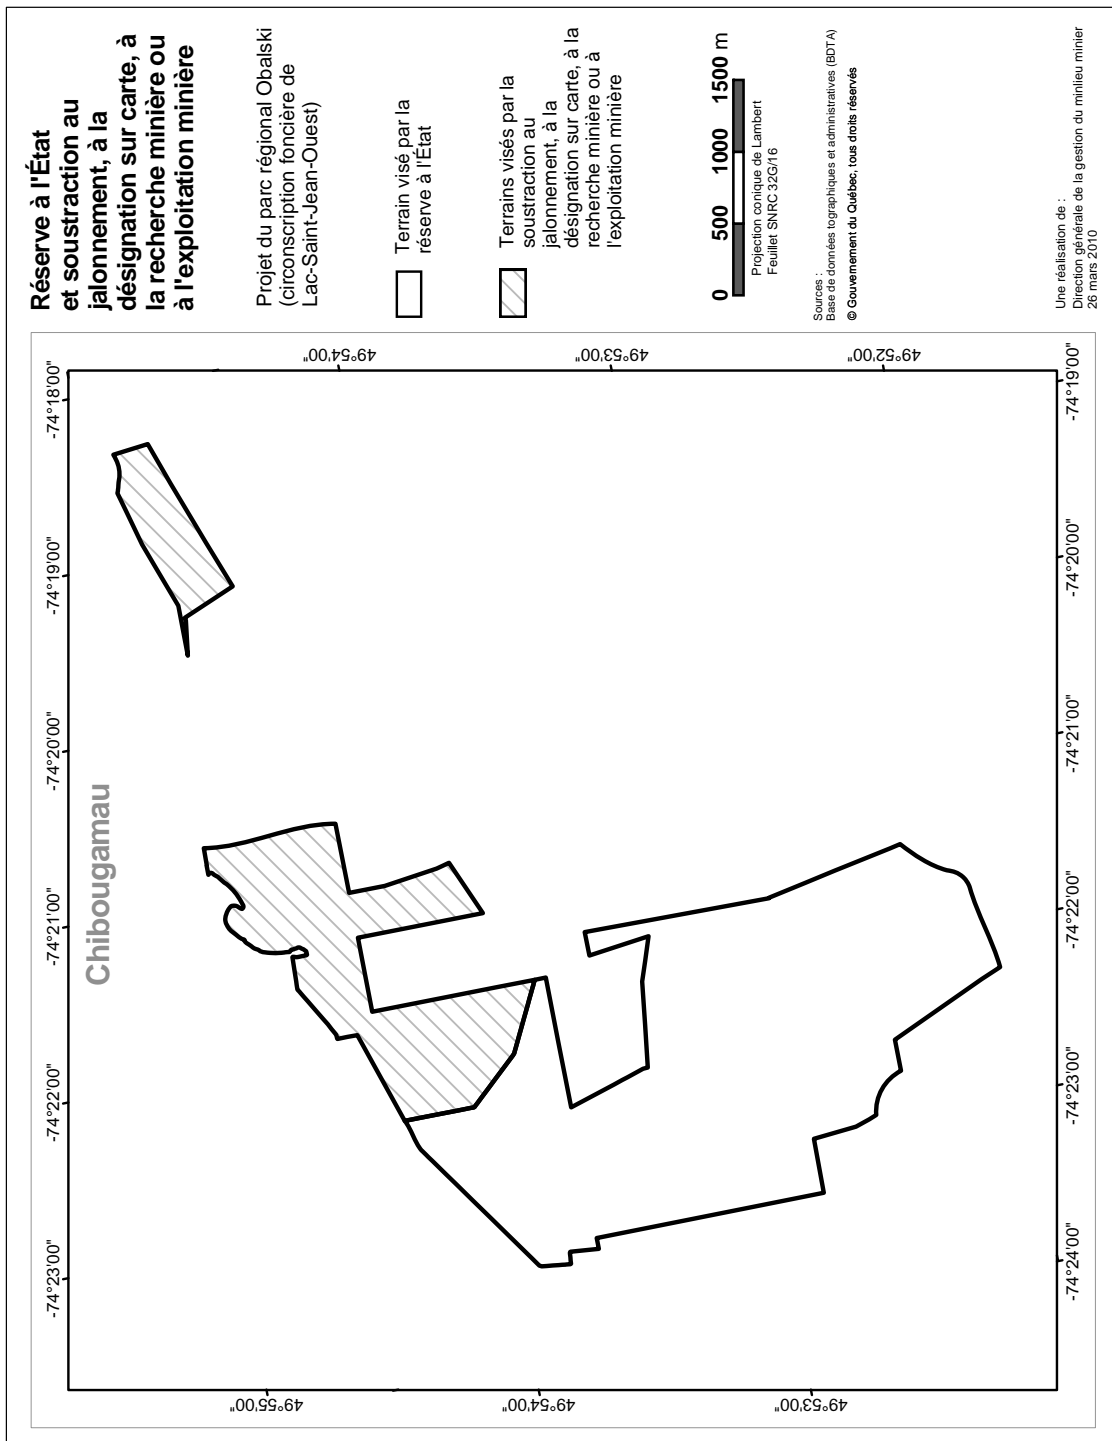 Réserve à l'État
et soustraction au
jalonnement, à la
désignation sur carte, à
la recherche minière ou
à l'exploitation minière
Projet du parc régional Obalski
(circonscription foncière de
Lac-Saint-Jean-Ouest)
Terrain visé par la
réserve à l'État
Terrains visés par la
soustraction au
jalonnement, à la
désignation sur carte, à la
recherche minière ou à
l'exploitation minière
0 500 1000 1500 m
Projection conique de Lambert
Feuillet SNRC 32G/16
Sources :
Base de données topographiques et administratives (BDTA)
© Gouvernement du Québec, tous droits réservés
Une réalisation de :
Direction générale de la gestion du minlieu minier
26 mars 2010
Chibougamau
-74°23'00" -74°22'00" -74°21'00" -74°20'00" -74°19'00" -74°18'00"
49°55'00"
49°54'00"
49°53'00"
49°54'00"
49°53'00"
49°52'00"
-74°24'00" -74°23'00" -74°22'00" -74°21'00" -74°20'00" -74°19'00"